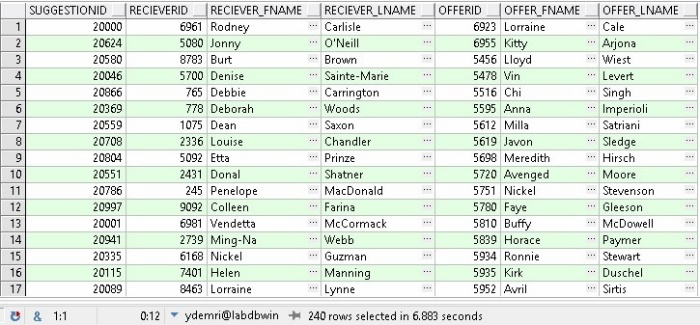 SUGGESTIONID RECIEVERID RECIEVER_FNAME RECIEVER_LNAME OFFERID OFFER_FNAME OFFER_LNAME
1 20000 6961 Rodney ... Carlisle ... 6923 Lorraine ... Cale ...
2 20624 5080 Jonny ... O'Neill ... 6955 Kitty ... Arjona ...
3 20580 8783 Burt ... Brown ... 5456 Lloyd ... Wiest ...
4 20046 5700 Denise ... Sainte-Marie ... 5478 Vin ... Levert ...
5 20866 765 Debbie ... Carrington ... 5516 Chi ... Singh ...
6 20369 778 Deborah ... Woods ... 5595 Anna ... Imperioli ...
7 20559 1075 Dean ... Saxon ... 5612 Milla ... Satriani ...
8 20708 2336 Louise ... Chandler ... 5619 Javon ... Sledge ...
9 20804 5092 Etta ... Prinze ... 5698 Meredith ... Hirsch ...
10 20551 2431 Donal ... Shatner ... 5720 Avenged ... Moore ...
11 20786 245 Penelope ... MacDonald ... 5751 Nickel ... Stevenson ...
12 20997 9092 Colleen ... Farina ... 5780 Faye ... Gleeson ...
13 20001 6981 Vendetta ... McCormack ... 5810 Buffy ... McDowell ...
14 20941 2739 Ming-Na ... Webb ... 5839 Horace ... Paymer ...
15 20335 6168 Nickel ... Guzman ... 5934 Ronnie ... Stewart ...
16 20115 7401 Helen ... Manning ... 5935 Kirk ... Duschel ...
17 20089 8463 Lorraine ... Lynne ... 5952 Avril ... Sirtis ...
& 1:1 0:12 ydemri@labdbwin 240 rows selected in 6.883 seconds